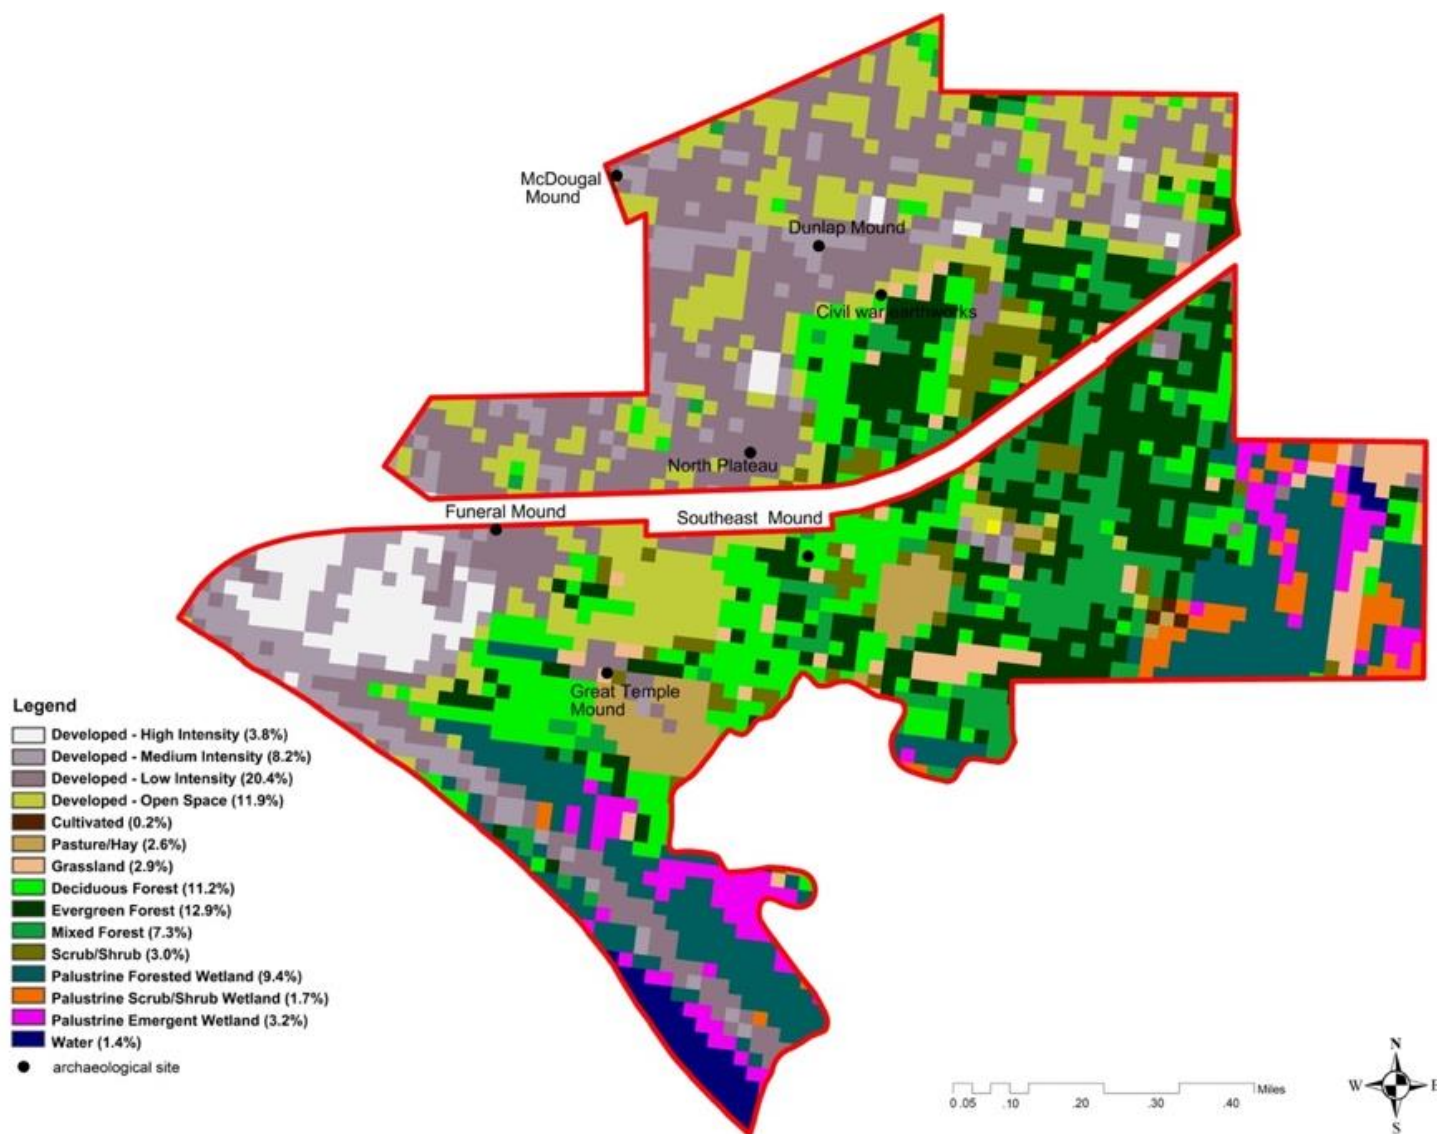 McDougal
Mound
Dunlap Mound
Civil war earthworks
North Plateau
Funeral Mound
Southeast Mound
Great Temple
Mound
Legend
Developed - High Intensity (3.8%)
Developed - Medium Intensity (8.2%)
Developed - Low Intensity (20.4%)
Developed - Open Space (11.9%)
Cultivated (0.2%)
Pasture/Hay (2.6%)
Grassland (2.9%)
Deciduous Forest (11.2%)
Evergreen Forest (12.9%)
Mixed Forest (7.3%)
Scrub/Shrub (3.0%)
Palustrine Forested Wetland (9.4%)
Palustrine Scrub/Shrub Wetland (1.7%)
Palustrine Emergent Wetland (3.2%)
Water (1.4%)
archaeological site
Miles
0 0.05 .10 .20 .30 .40
N
W E
S